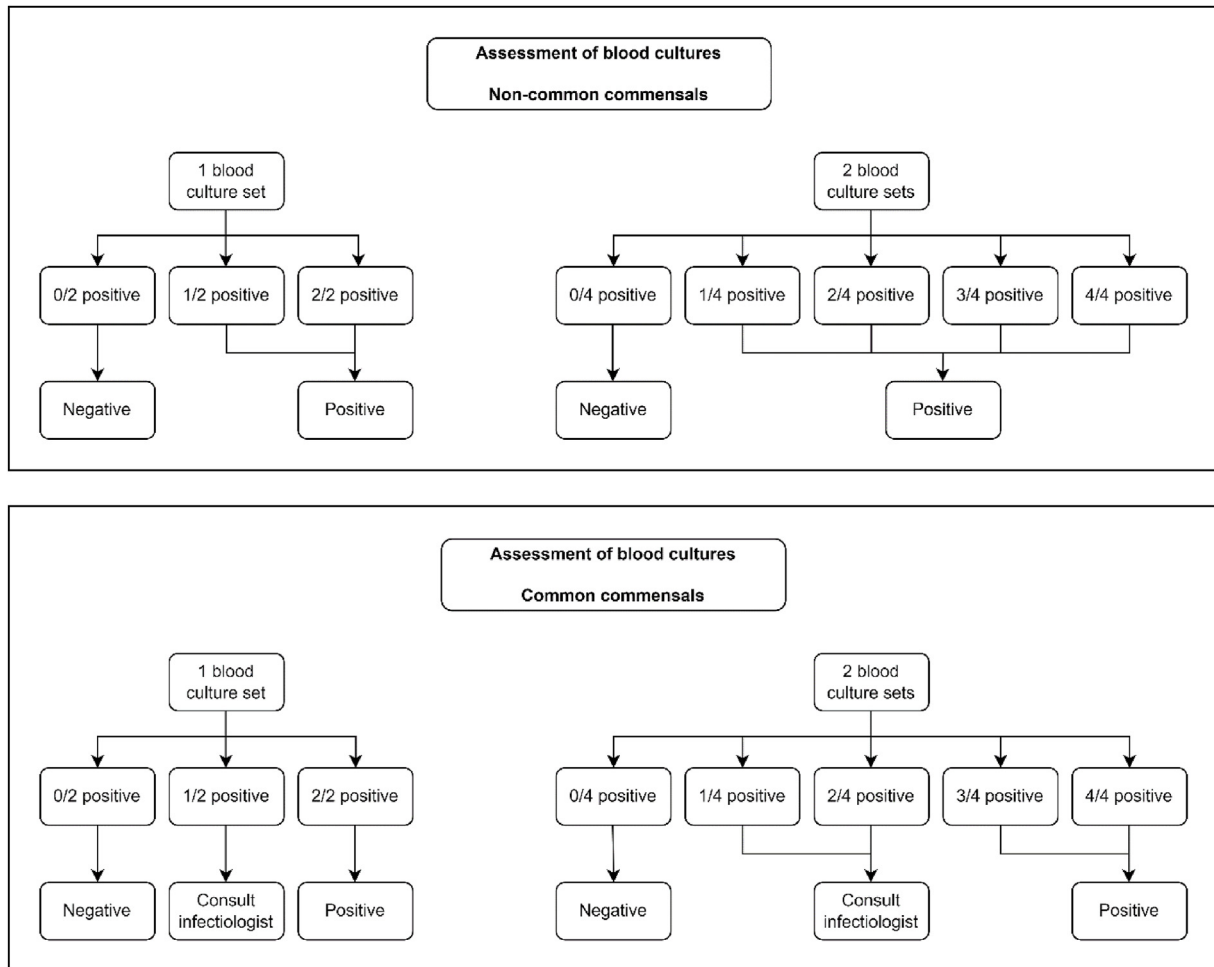 Assessment of blood cultures
Non-common commensals
1 blood
culture set
2 blood
culture sets
0/2 positive
1/2 positive
2/2 positive
0/4 positive
1/4 positive
2/4 positive
3/4 positive
4/4 positive
Negative
Positive
Negative
Positive
Assessment of blood cultures
Common commensals
1 blood
culture set
2 blood
culture sets
0/2 positive
1/2 positive
2/2 positive
0/4 positive
1/4 positive
2/4 positive
3/4 positive
4/4 positive
Negative
Consult
infectiologist
Positive
Negative
Consult
infectiologist
Positive